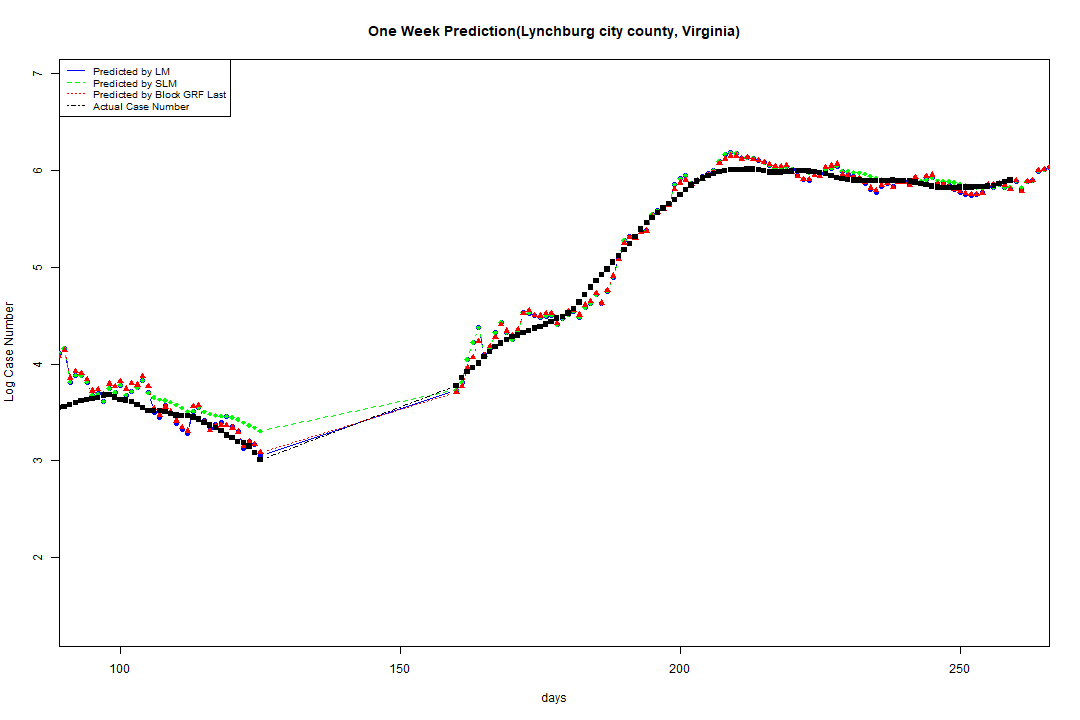 One Week Prediction(Lynchburg city county, Virginia)
7
Predicted by LM
Predicted by SLM
Predicted by Block GRF Last
Actual Case Number
6
5
4
3
2
Log Case Number
100 150 200 250
days